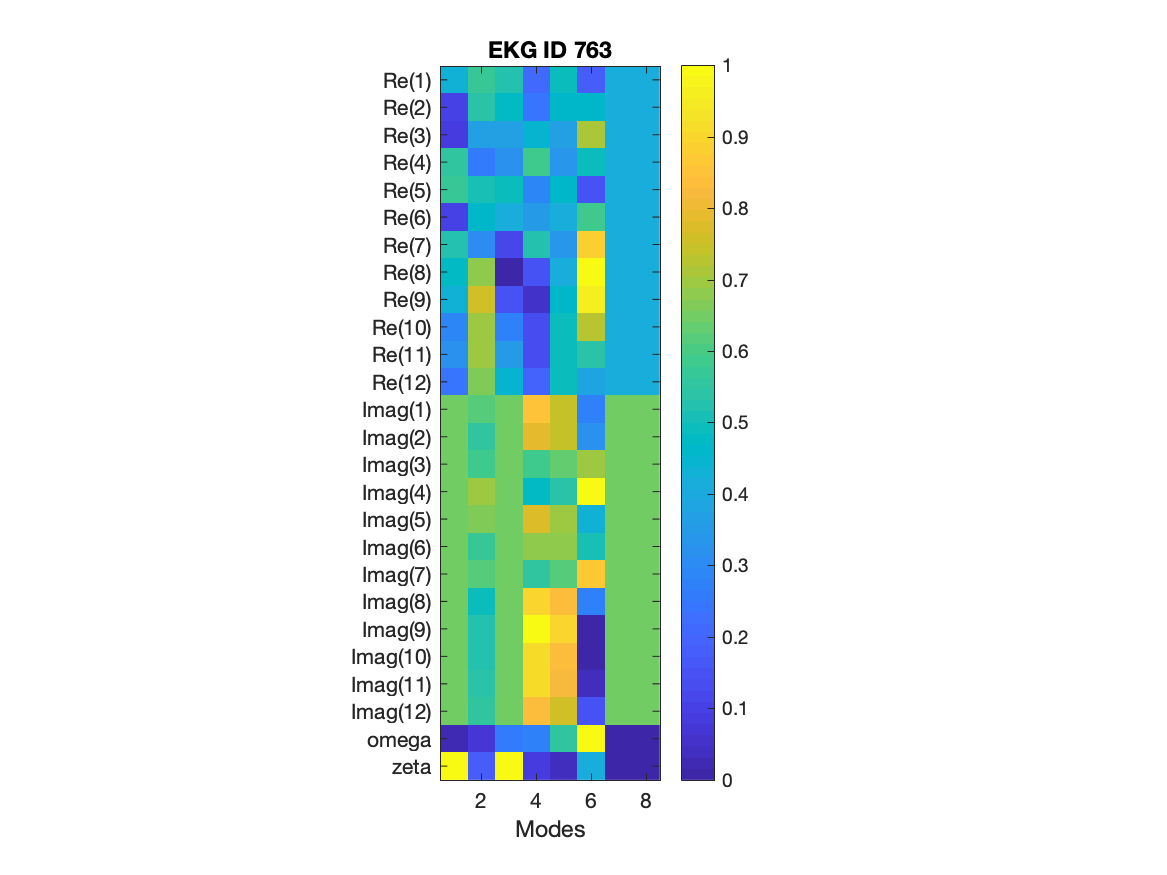 EKG ID 763
Re(1)
Re(2)
Re(3)
Re(4)
Re(5)
Re(6)
Re(7)
Re(8)
Re(9)
Re(10)
Re(11)
Re(12)
Imag(1)
Imag(2)
Imag(3)
Imag(4)
Imag(5)
Imag(6)
Imag(7)
Imag(8)
Imag(9)
Imag(10)
Imag(11)
Imag(12)
omega
zeta
2 4 6 8
Modes
1
0.9
0.8
0.7
0.6
0.5
0.4
0.3
0.2
0.1
0